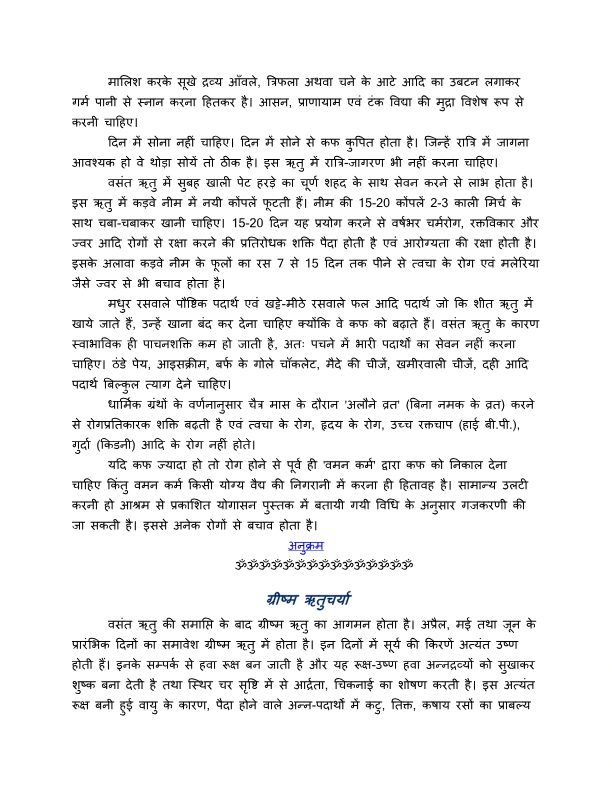 मालिश करके सूखे द्रव्य आँवले, त्रिफला अथवा चने के आटे आदि का उबटन लगाकर
गर्म पानी से स्नान करना हितकर है। आसन, प्राणायाम एवं टंक विद्या की मुद्रा विशेष रूप से
करनी चाहिए।
दिन में सोना नहीं चाहिए। दिन में सोने से कफ कुपित होता है। जिन्हें रात्रि में जागना
आवश्यक हो वे थोड़ा सोयें तो ठीक है। इस ऋतु में रात्रि-जागरण भी नहीं करना चाहिए।
वसंत ऋतु में सुबह खाली पेट हरड़े का चूर्ण शहद के साथ सेवन करने से लाभ होता है।
इस ऋतु में कड़वे नीम में नयी कोंपलें फूटती हैं। नीम की 15-20 कोंपलें 2-3 काली मिर्च के
साथ चबा-चबाकर खानी चाहिए। 15-20 दिन यह प्रयोग करने से वर्षभर चर्मरोग, रक्तविकार और
ज्वर आदि रोगों से रक्षा करने की प्रतिरोधक शक्ति पैदा होती है एवं आरोग्यता की रक्षा होती है।
इसके अलावा कड़वे नीम के फूलों का रस 7 से 15 दिन तक पीने से त्वचा के रोग एवं मलेरिया
जैसे ज्वर से भी बचाव होता है।
मधुर रसवाले पौष्टिक पदार्थ एवं खट्टे-मीठे रसवाले फल आदि पदार्थ जो कि शीत ऋतु में
खाये जाते हैं, उन्हें खाना बंद कर देना चाहिए क्योंकि वे कफ को बढ़ाते हैं। वसंत ऋतु के कारण
स्वाभाविक ही पाचनशक्ति कम हो जाती है, अतः पचने में भारी पदार्थों का सेवन नहीं करना
चाहिए। ठंडे पेय, आइसक्रीम, बर्फ के गोले चॉकलेट, मैदे की चीजें, खमीरवाली चीजें, दही आदि
पदार्थ बिल्कुल त्याग देने चाहिए।
धार्मिक ग्रंथों के वर्णनानुसार चैत्र मास के दौरान 'अलौने व्रत' (बिना नमक के व्रत) करने
से रोगप्रतिकारक शक्ति बढ़ती है एवं त्वचा के रोग, हृदय के रोग, उच्च रक्तचाप (हाई बी.पी.),
गुर्दा (किडनी) आदि के रोग नहीं होते।
यदि कफ ज्यादा हो तो रोग होने से पूर्व ही 'वमन कर्म' द्वारा कफ को निकाल देना
चाहिए किंतु वमन कर्म किसी योग्य वैद्य की निगरानी में करना ही हितावह है। सामान्य उलटी
करनी हो आश्रम से प्रकाशित योगासन पुस्तक में बतायी गयी विधि के अनुसार गजकरणी की
जा सकती है। इससे अनेक रोगों से बचाव होता है।
अनुक्रम
ॐॐॐॐॐॐॐॐॐॐॐॐॐॐॐ
ग्रीष्म ऋतुचर्या
वसंत ऋतु की समाप्ति के बाद ग्रीष्म ऋतु का आगमन होता है। अप्रैल, मई तथा जून के
प्रारंभिक दिनों का समावेश ग्रीष्म ऋतु में होता है। इन दिनों में सूर्य की किरणें अत्यंत उष्ण
होती हैं। इनके सम्पर्क से हवा रूक्ष बन जाती है और यह रूक्ष-उष्ण हवा अन्नद्रव्यों को सुखाकर
शुष्क बना देती है तथा स्थिर चर सृष्टि में से आर्द्रता, चिकनाई का शोषण करती है। इस अत्यंत
रूक्ष बनी हुई वायु के कारण, पैदा होने वाले अन्न-पदार्थों में कटु, तिक्त, कषाय रसों का प्राबल्य